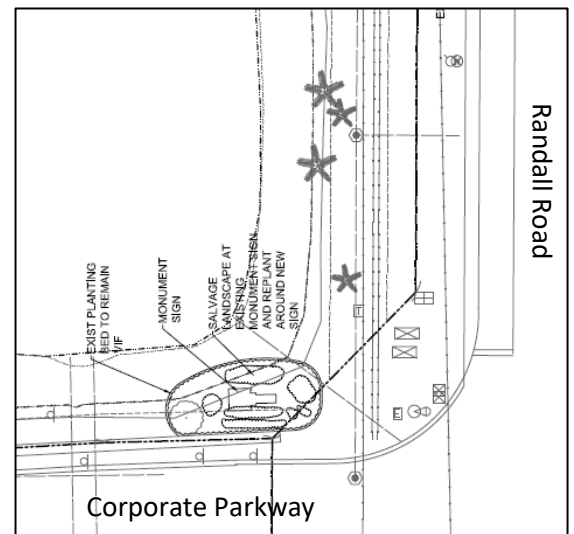 EXIST PLANTING
BED TO REMAIN
VIF
MONUMENT
SIGN
SALVAGE
LANDSCAPE AT
EXISTING
MONUMENT SIGN
AND REPLANT
AROUND NEW
SIGN
Randall Road
Corporate Parkway